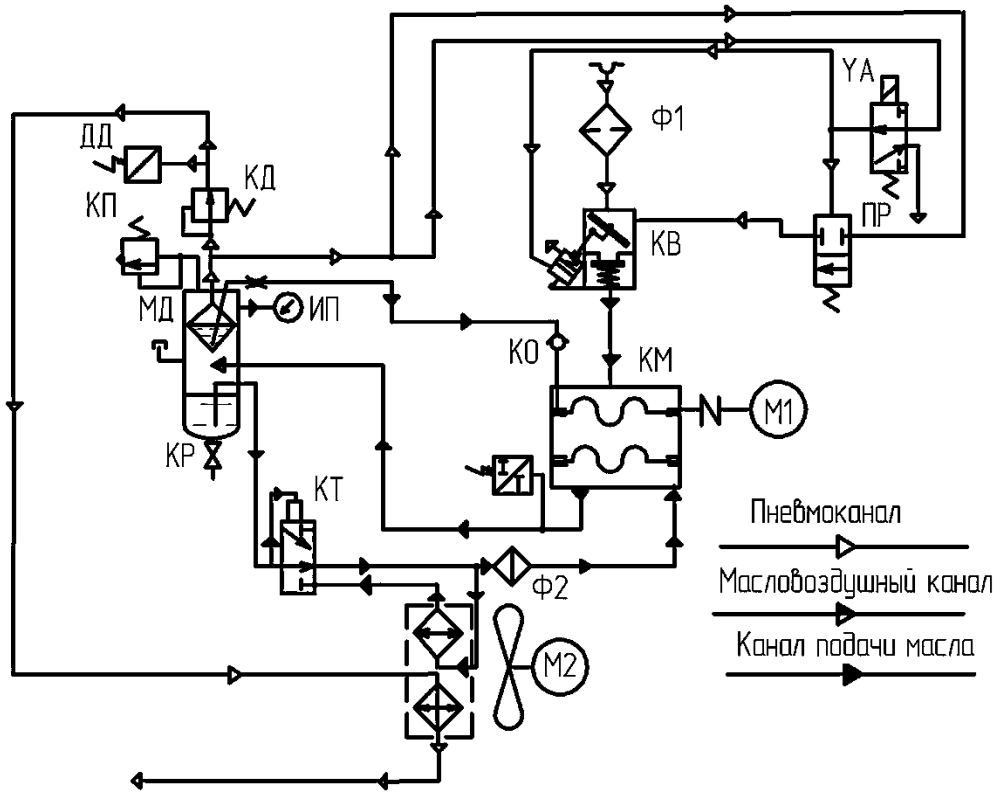 YA
ДД
Ф1
КП
КД
ПР
КВ
МД
ИП
КО
КМ
М1
КР
I
T
КТ
Пневмоканал
Ф2
Масловоздушный канал
М2
Канал подачи масла